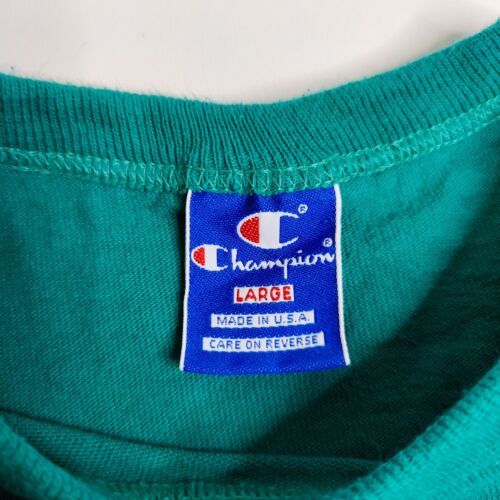 C®
Champion®
LARGE
MADE IN U.S.A.
CARE ON REVERSE